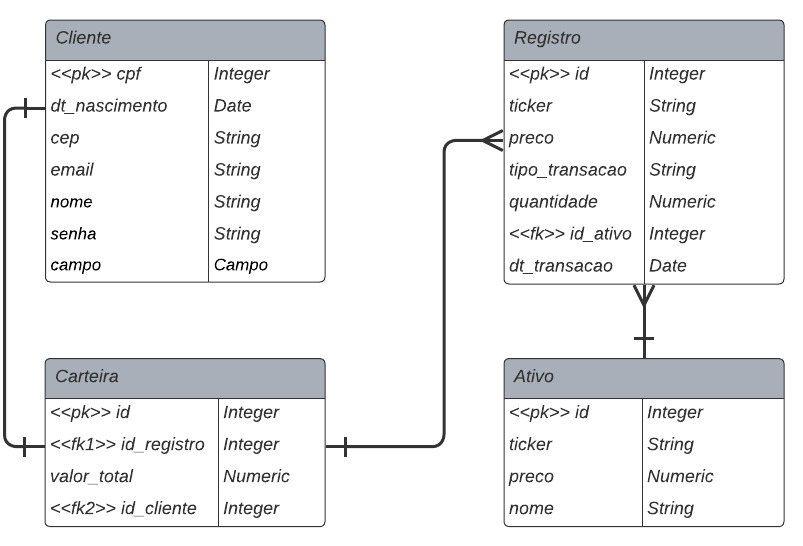 Cliente
<<pk>> cpf Integer
dt_nascimento Date
cep String
email String
nome String
senha String
campo Campo
Registro
<<pk>> id Integer
ticker String
preco Numeric
tipo_transacao String
quantidade Numeric
<<fk>> id_ativo Integer
dt_transacao Date
Carteira
<<pk>> id Integer
<<fk1>> id_registro Integer
valor_total Numeric
<<fk2>> id_cliente Integer
Ativo
<<pk>> id Integer
ticker String
preco Numeric
nome String